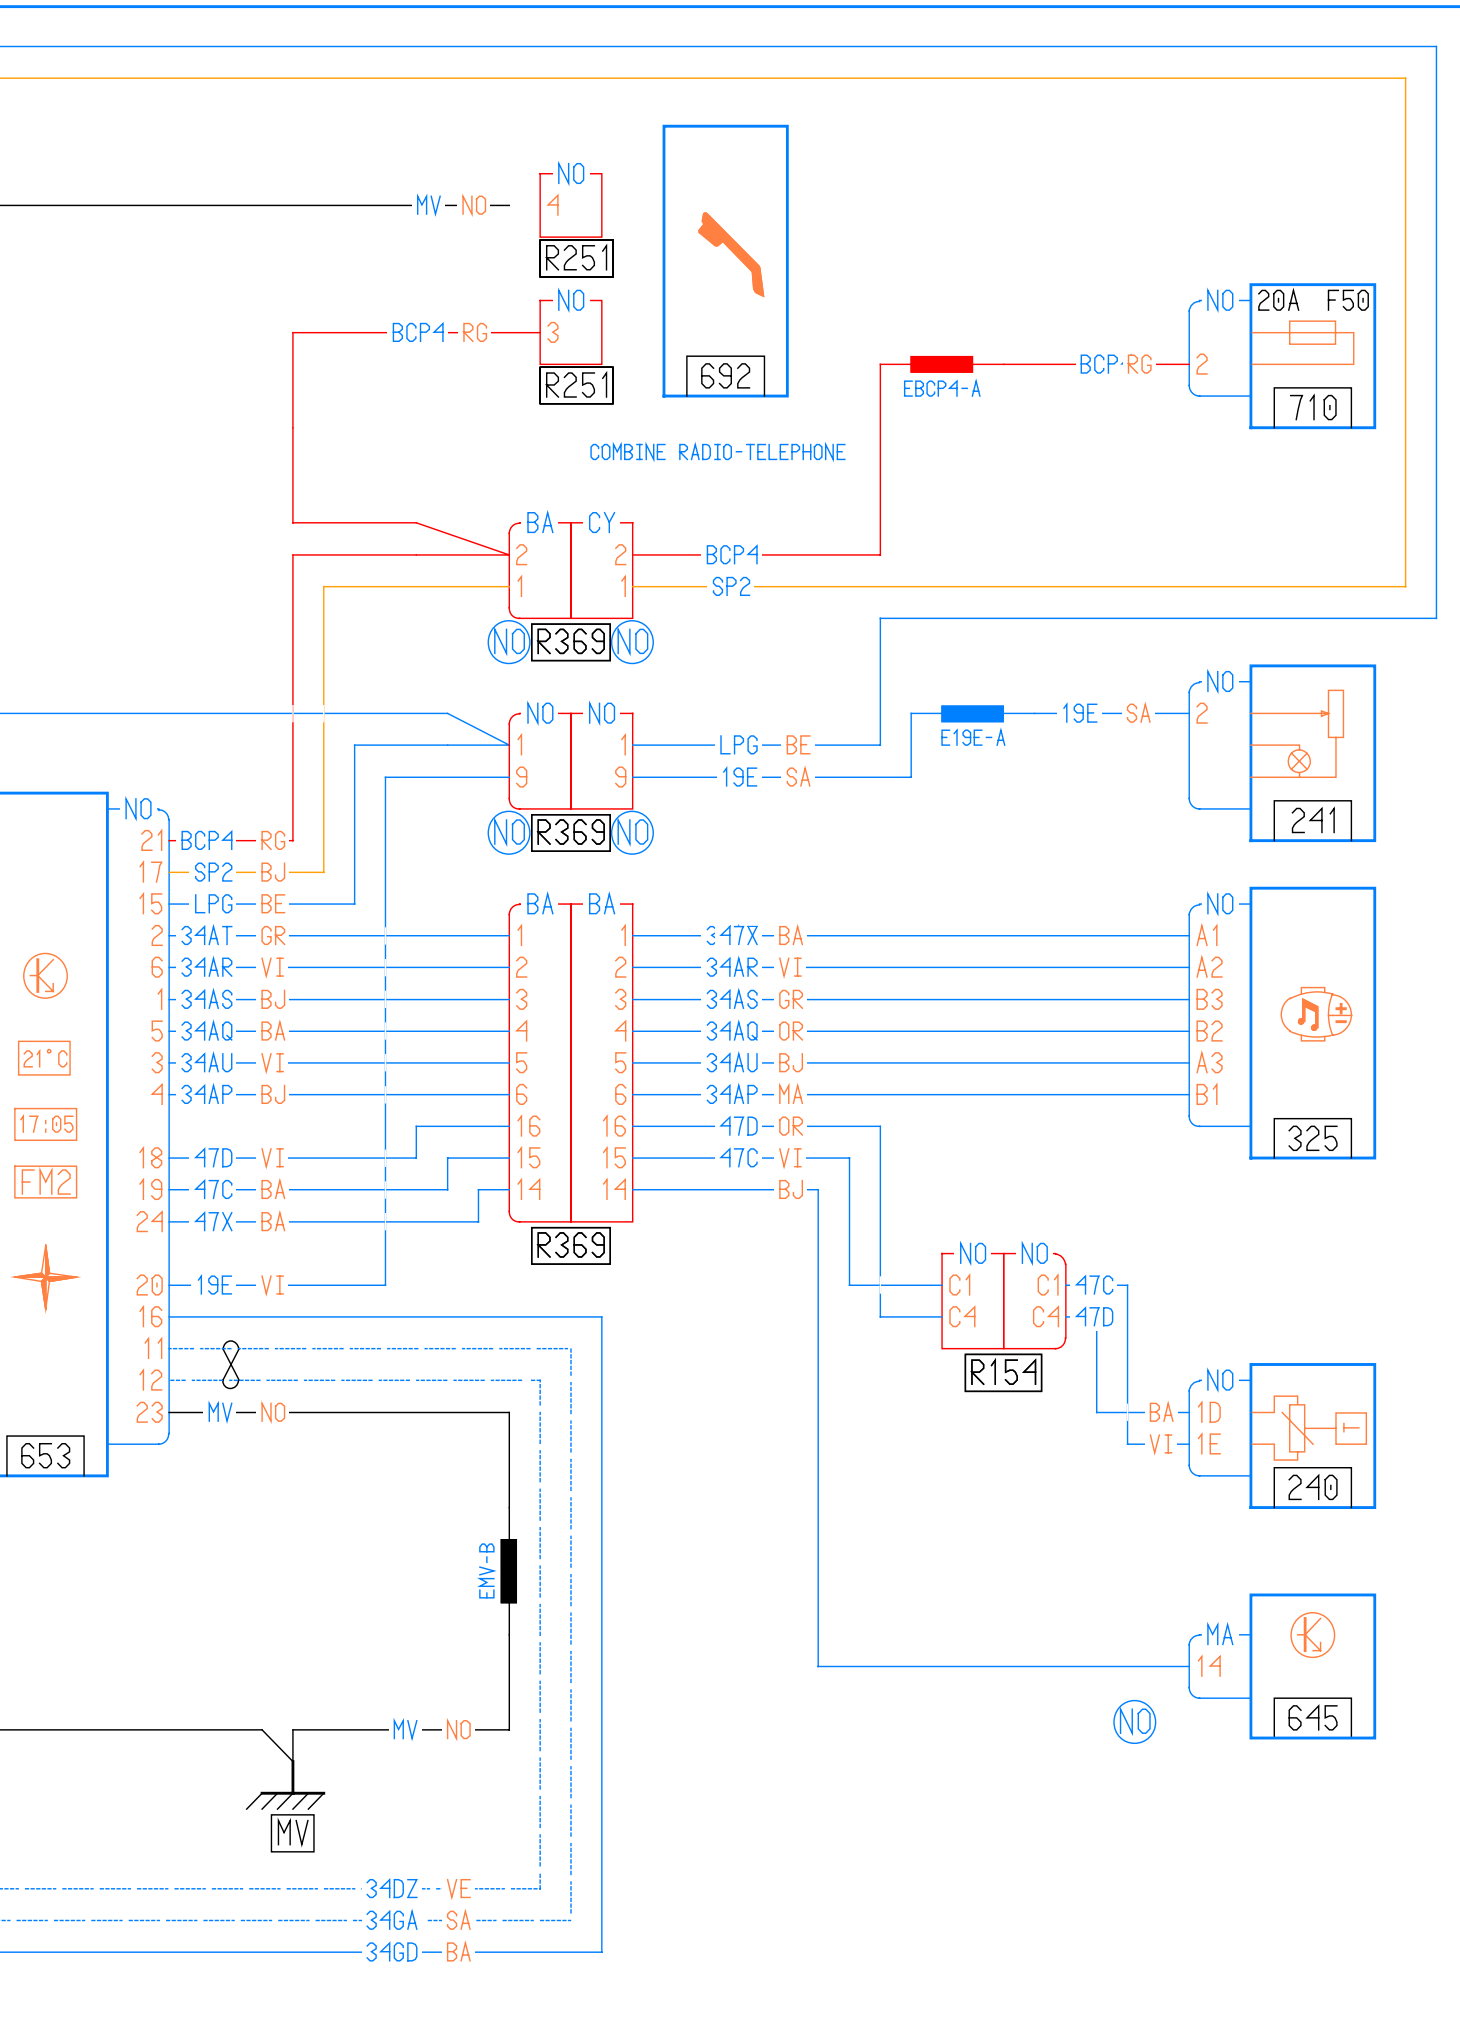 NO
MV NO 4
R251
NO
BCP4 RG 3
R251
692
COMBINE RADIO-TELEPHONE
NO 20A F50
BCP RG 2
EBCP4-A
710
BA CY
2 2 BCP4
1 1 SP2
NO R369 NO
NO NO
1 1 LPG BE
9 9 19E SA
NO R369 NO
E19E-A
19E SA 2
NO
241
NO
21 BCP4 RG
17 SP2 BJ
15 LPG BE
BA BA NO
2 34AT GR 1 1 347X BA A1
6 34AR VI 2 2 34AR VI A2
1 34AS BJ 3 3 34AS GR B3
5 34AQ BA 4 4 34AQ OR B2
3 34AU VI 5 5 34AU BJ A3
4 34AP BJ 6 6 34AP MA B1
16 16 47D OR
18 47D VI 15 15 47C VI
19 47C BA 14 14 BJ
24 47X BA
R369
325
21°C
17:05
FM2
20 19E VI
16
11
12
23 MV NO
653
NO NO
C1 C1 47C
C4 C4 47D
R154
NO
BA 1D
VI 1E
T
240
EMV-B
MA
14
NO
645
MV NO
MV
34DZ VE
34GA SA
34GD BA